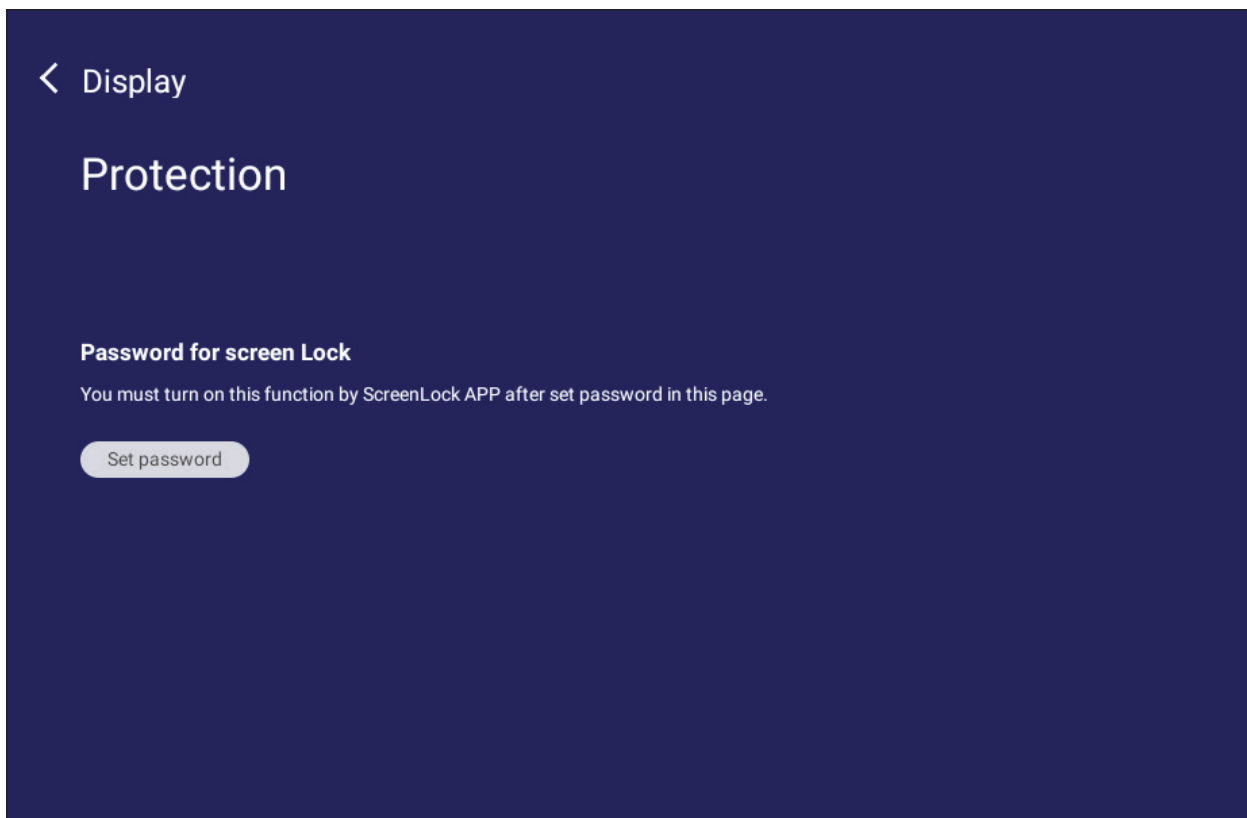 Display
Protection
Password for screen Lock
You must turn on this function by ScreenLock APP after set password in this page.
Set password